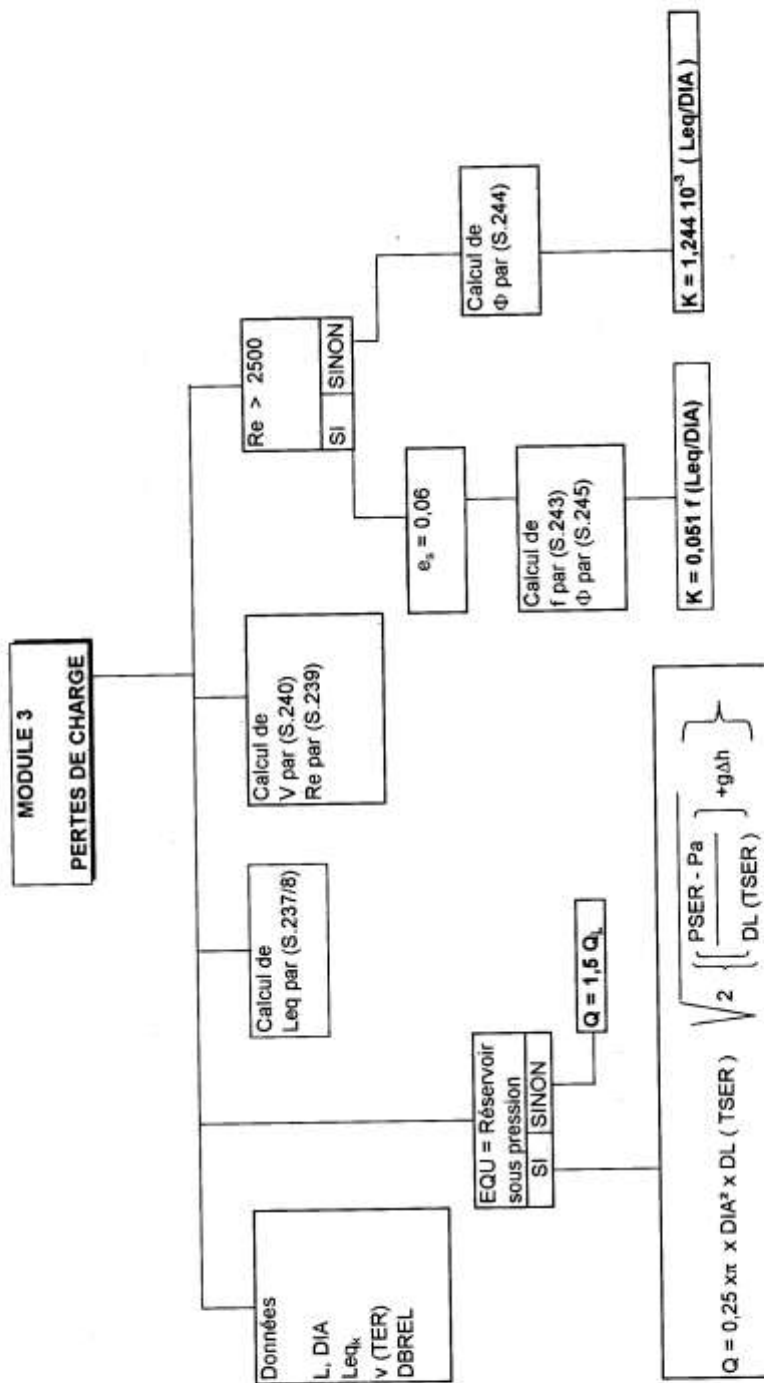 MODULE 3
PERTES DE CHARGE
Données
L, DIA
Leqₖ
v (TER)
DBREL
EQU = Réservoir
sous pression
SI SINON
Q = 1,5 Q_L
Q = 0,25 xπ x DIA² x DL ( TSER ) √ 2 { [ PSER - Pa / DL (TSER ) ] +gΔh }
Calcul de
Leq par (S.237/8)
Calcul de
V par (S.240)
Re par (S.239)
Re > 2500
SI SINON
eₛ = 0,06
Calcul de
f par (S.243)
Φ par (S.245)
K = 0,051 f (Leq/DIA)
Calcul de
Φ par (S.244)
K = 1,244 10⁻³ ( Leq/DIA )